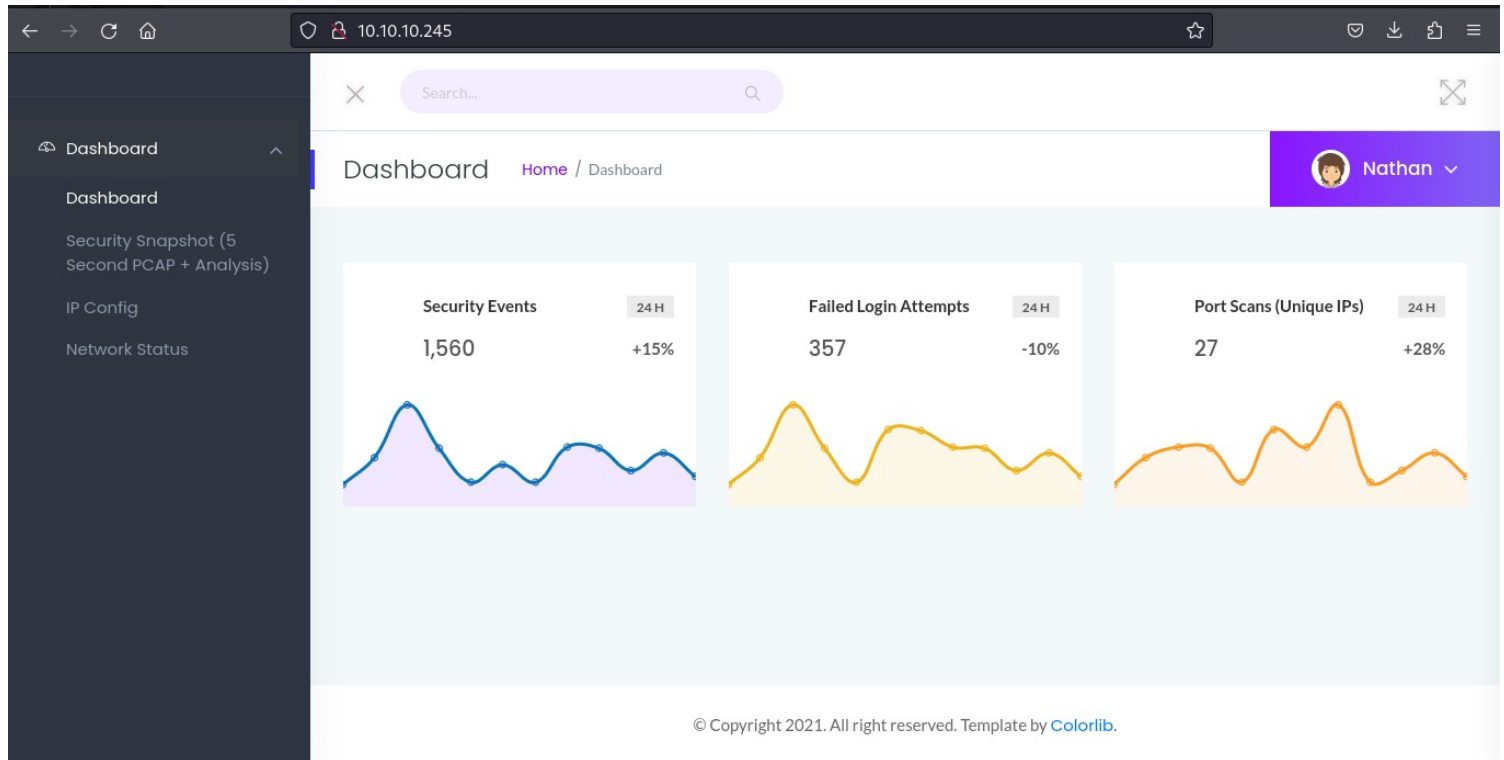 10.10.10.245
Search...
Dashboard
Dashboard
Security Snapshot (5
Second PCAP + Analysis)
IP Config
Network Status
Dashboard Home / Dashboard
Nathan
Security Events 24 H
1,560 +15%
Failed Login Attempts 24 H
357 -10%
Port Scans (Unique IPs) 24 H
27 +28%
© Copyright 2021. All right reserved. Template by Colorlib.